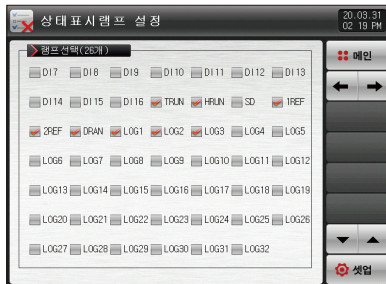 상태표시램프 설정
20.03.31
02 19 PM
램프선택(26개)
DI7 DI8 DI9 DI10 DI11 DI12 DI13
DI14 DI15 DI16 TRUN HRUN SD 1REF
2REF DRAN LOG1 LOG2 LOG3 LOG4 LOG5
LOG6 LOG7 LOG8 LOG9 LOG10 LOG11 LOG12
LOG13 LOG14 LOG15 LOG16 LOG17 LOG18 LOG19
LOG20 LOG21 LOG22 LOG23 LOG24 LOG25 LOG26
LOG27 LOG28 LOG29 LOG30 LOG31 LOG32
메인
셋업